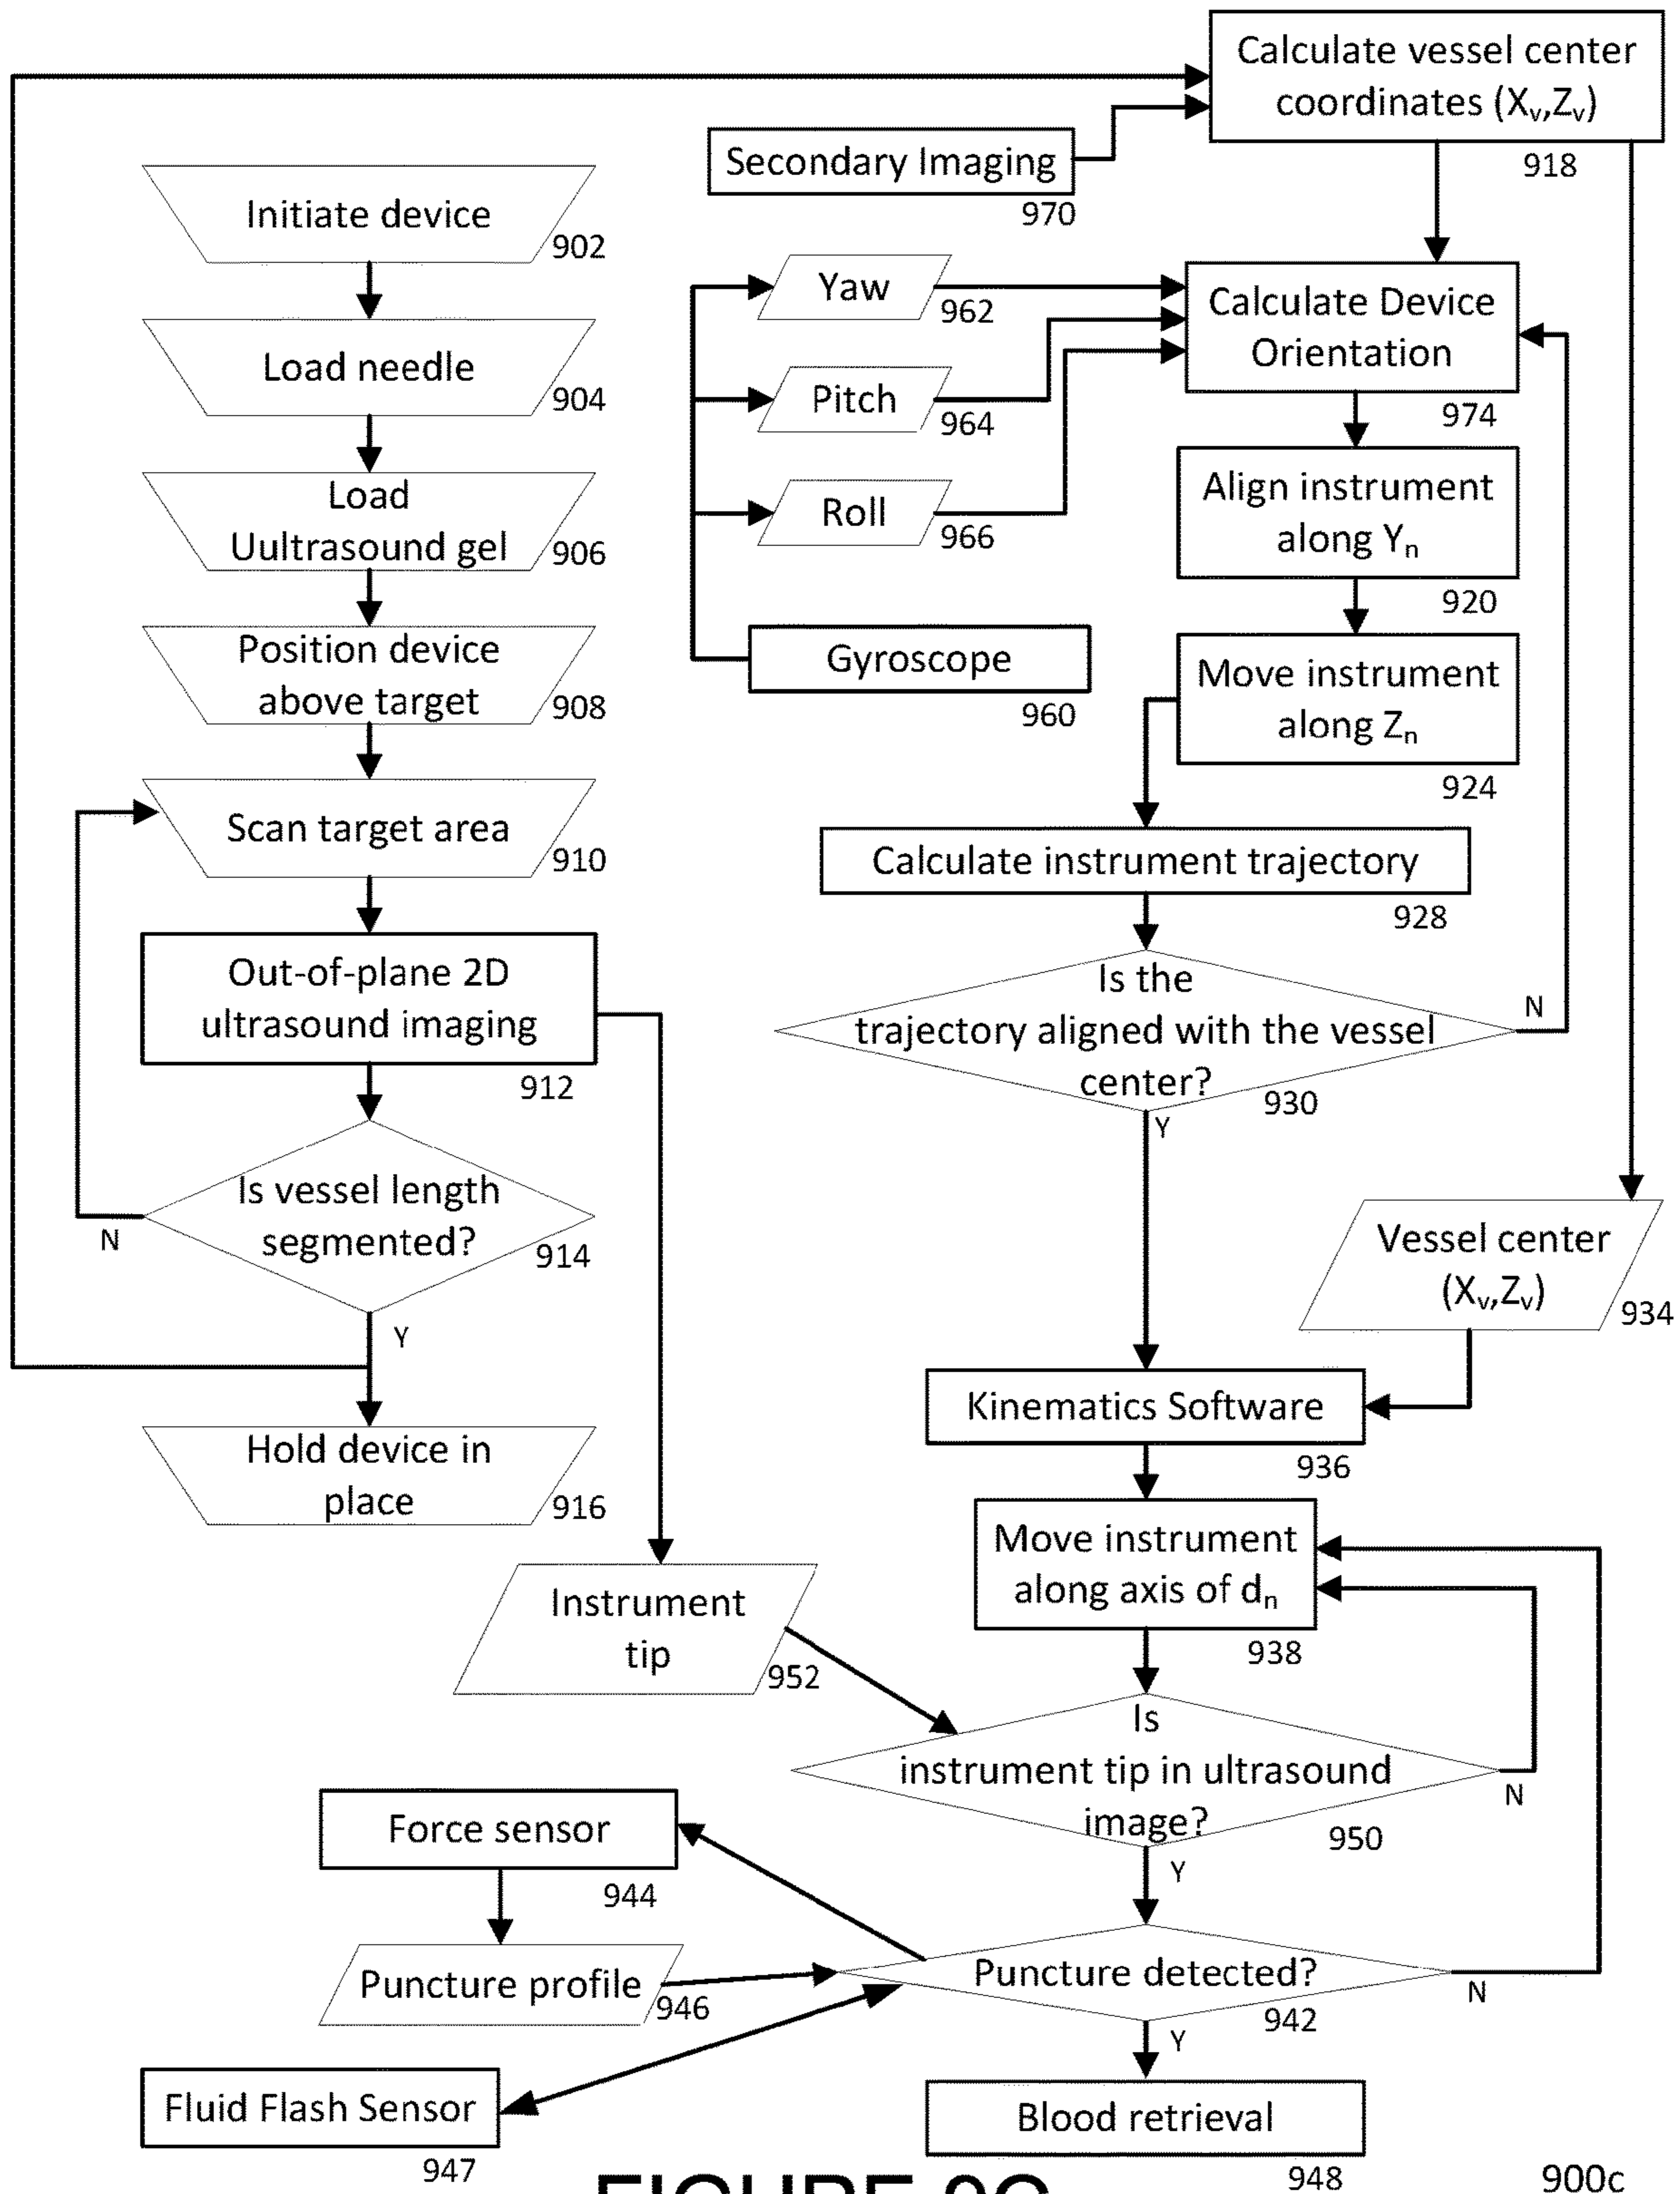 Calculate vessel center
coordinates (Xv,Zv)
918
Secondary Imaging
970
Initiate device
902
Load needle
904
Load
Uultrasound gel
906
Position device
above target
908
Scan target area
910
Out-of-plane 2D
ultrasound imaging
912
Is vessel length
segmented?
914
N
Y
Hold device in
place
916
Yaw
962
Pitch
964
Roll
966
Gyroscope
960
Calculate Device
Orientation
974
Align instrument
along Yn
920
Move instrument
along Zn
924
Calculate instrument trajectory
928
Is the
trajectory aligned with the vessel
center?
930
N
Y
Vessel center
(Xv,Zv)
934
Kinematics Software
936
Move instrument
along axis of dn
938
Instrument
tip
952
Is
instrument tip in ultrasound
image?
950
N
Y
Force sensor
944
Puncture profile
946
Puncture detected?
942
N
Y
Fluid Flash Sensor
947
Blood retrieval
948
900c
FIGURE 9C